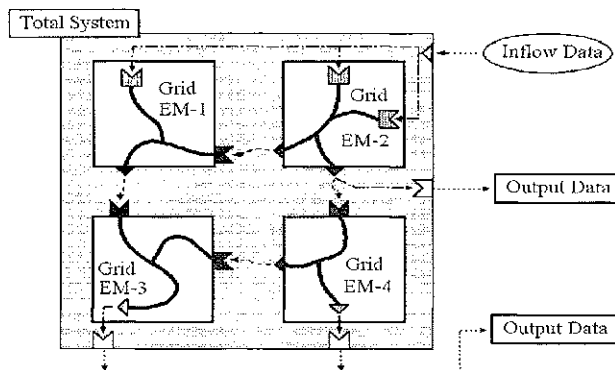 Total System
Inflow Data
Grid
EM-1
Grid
EM-2
Output Data
Grid
EM-3
Grid
EM-4
Output Data